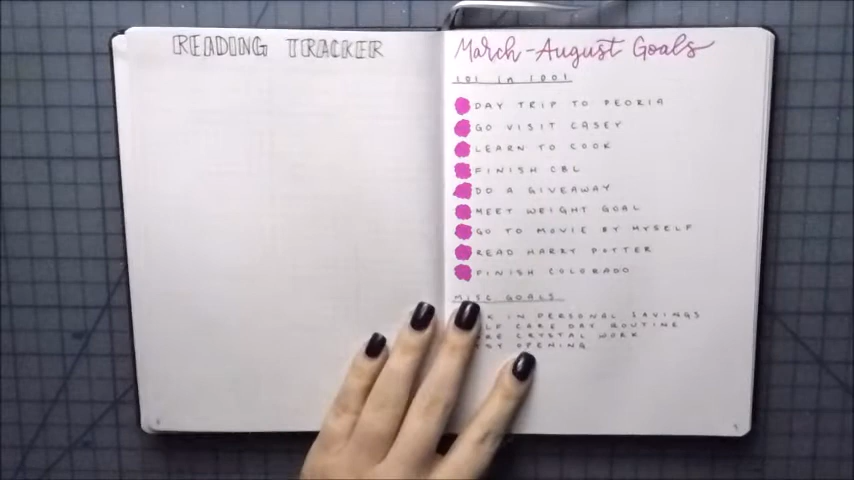 READING TRACKER
March-August Goals
101 in 1001
DAY TRIP TO PEORIA
GO VISIT CASEY
LEARN TO COOK
FINISH CBL
DO A GIVEAWAY
MEET WEIGHT GOAL
GO TO MOVIE BY MYSELF
READ HARRY POTTER
FINISH COLORADO
MISC GOALS
IN PERSONAL SAVINGS
CARE DAY ROUTINE
CRYSTAL WORK
OPENING